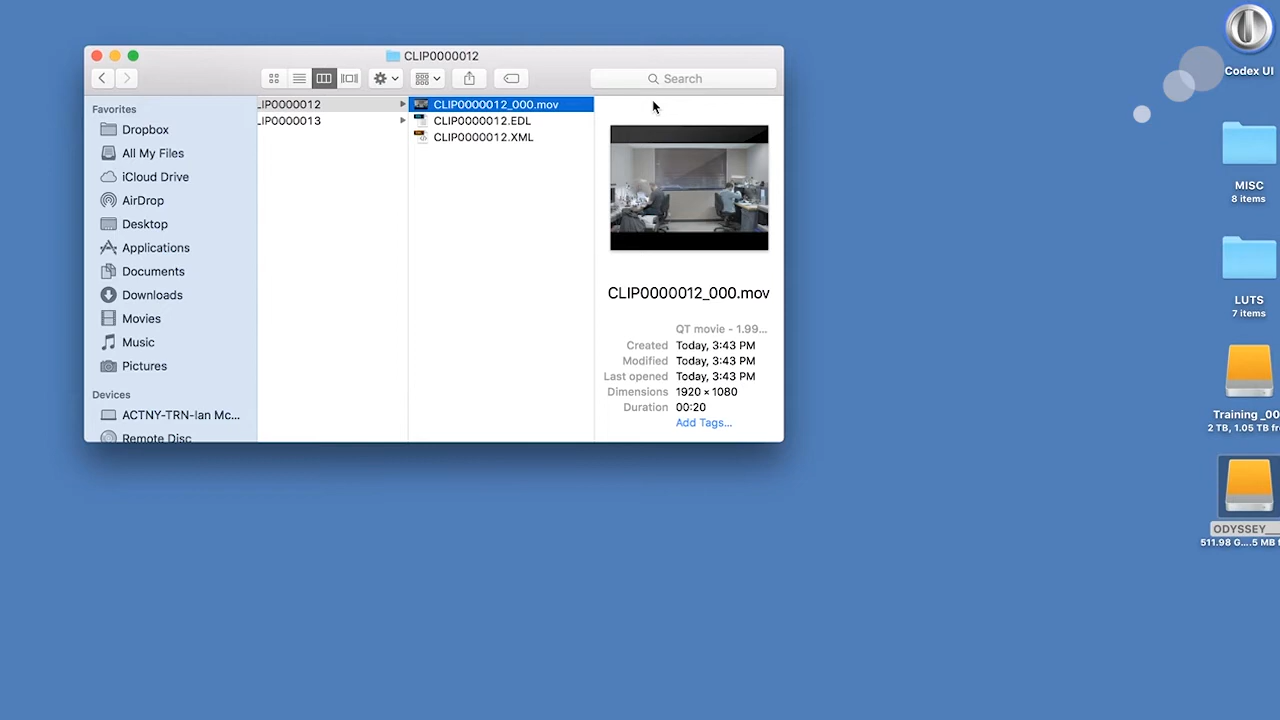 CLIP0000012
Search
Favorites
Dropbox
All My Files
iCloud Drive
AirDrop
Desktop
Applications
Documents
Downloads
Movies
Music
Pictures
Devices
ACTNY-TRN-Ian Mc...
Remote Disc
LIP0000012
LIP0000013
CLIP0000012_000.mov
CLIP0000012.EDL
CLIP0000012.XML
CLIP0000012_000.mov
QT movie - 1.99...
Created Today, 3:43 PM
Modified Today, 3:43 PM
Last opened Today, 3:43 PM
Dimensions 1920 × 1080
Duration 00:20
Add Tags...
Codex UI
MISC
8 items
LUTS
7 items
Training _00
2 TB, 1.05 TB fr
ODYSSEY__
511.98 G....5 MB f